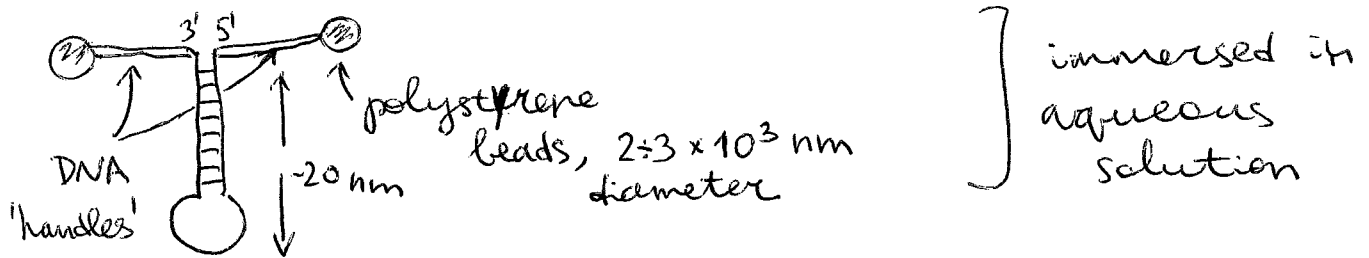 3' 5'
polystyrene
beads, 2÷3 × 10³ nm
diameter
~20 nm
DNA
'handles'
immersed in
aqueous
solution